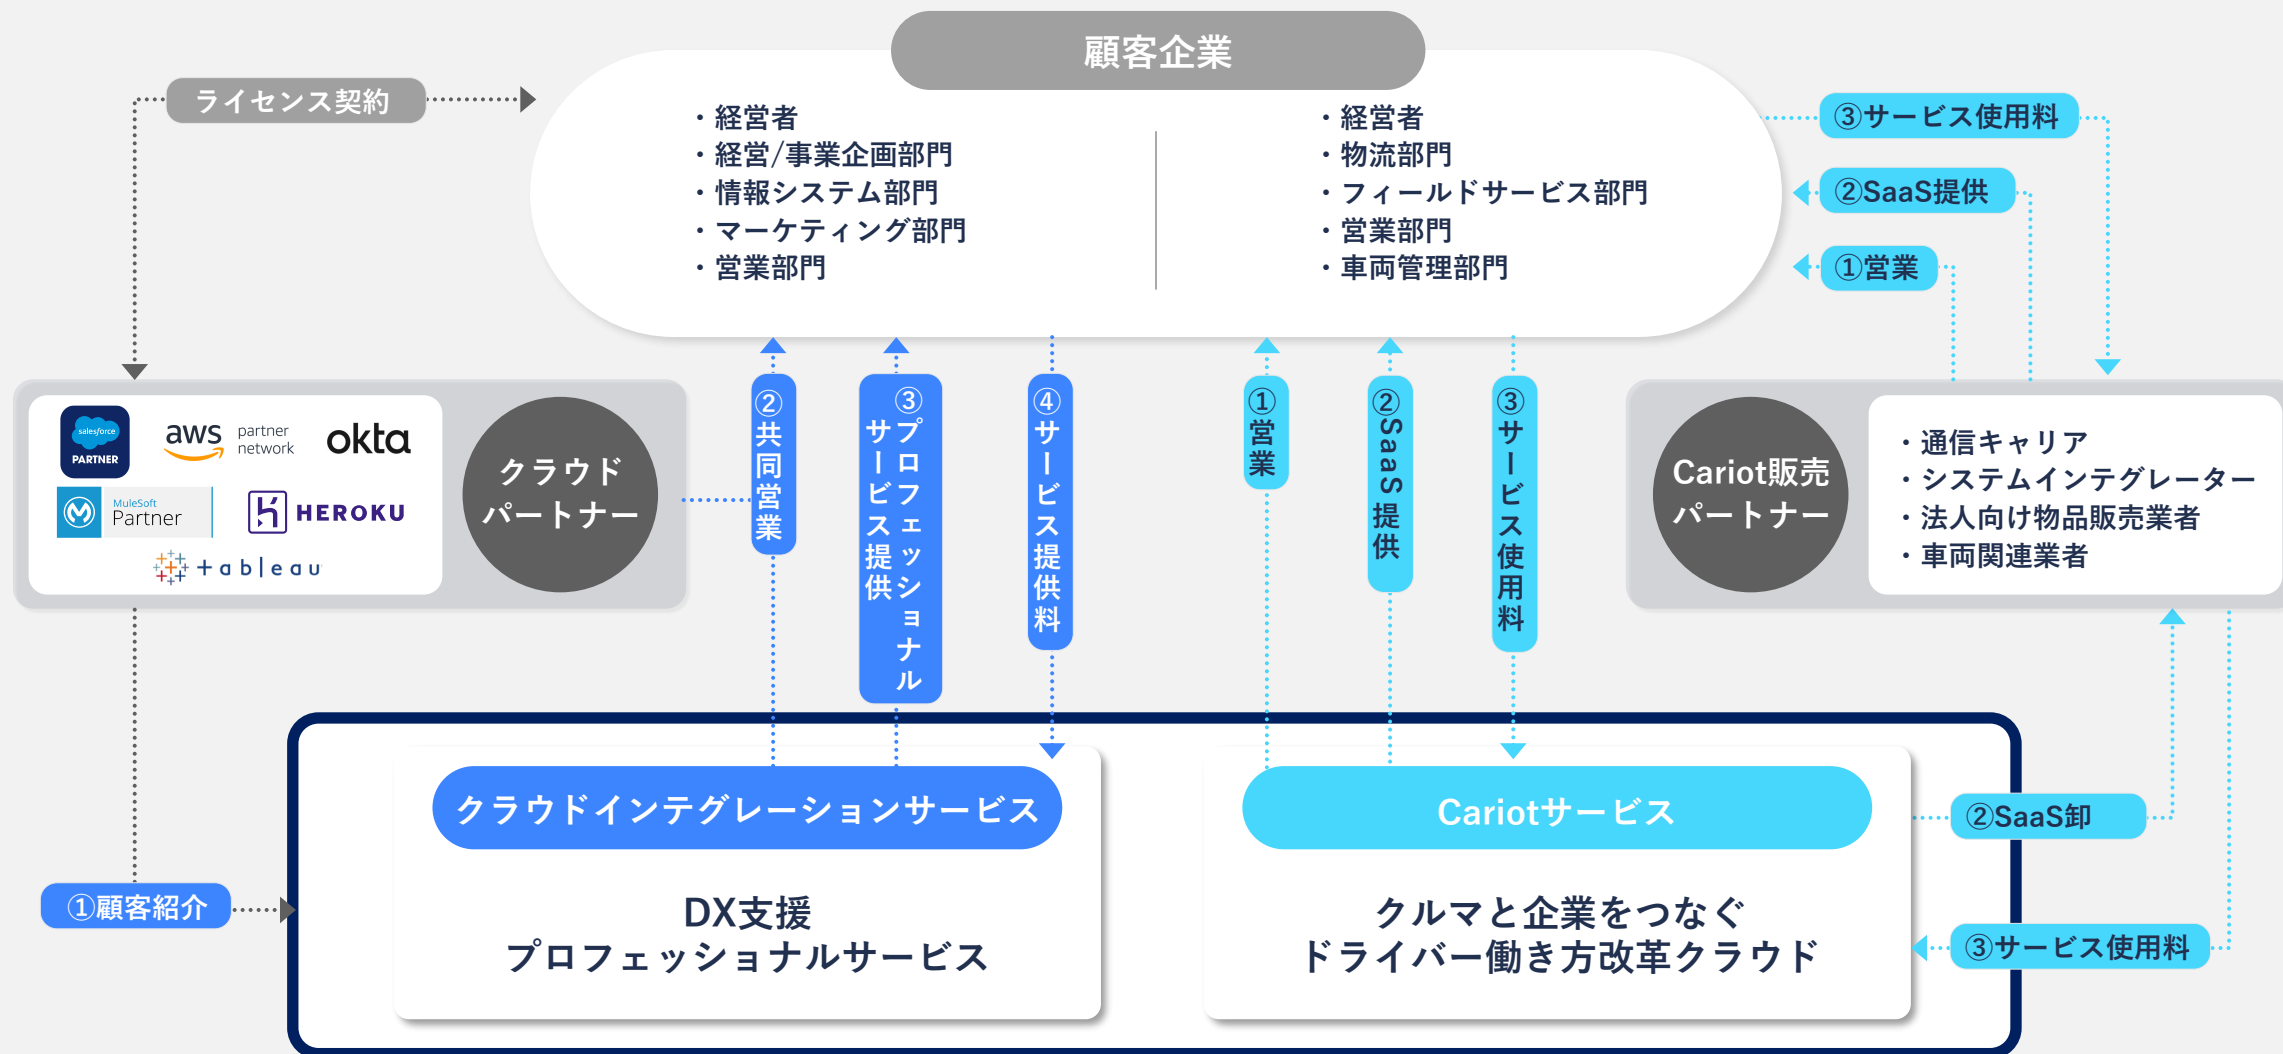 顧客企業
ライセンス契約
・経営者
・経営/事業企画部門
・情報システム部門
・マーケティング部門
・営業部門
・経営者
・物流部門
・フィールドサービス部門
・営業部門
・車両管理部門
③サービス使用料
②SaaS提供
①営業
salesforce
PARTNER
aws
partner
network
okta
MuleSoft
Partner
HEROKU
+ableau
クラウド
パートナー
②共同営業
③プロフェッショナル
サービス提供
④サービス提供料
①営業
②SaaS提供
③サービス使用料
Cariot販売
パートナー
・通信キャリア
・システムインテグレーター
・法人向け物品販売業者
・車両関連業者
クラウドインテグレーションサービス
DX支援
プロフェッショナルサービス
Cariotサービス
クルマと企業をつなぐ
ドライバー働き方改革クラウド
①顧客紹介
②SaaS卸
③サービス使用料